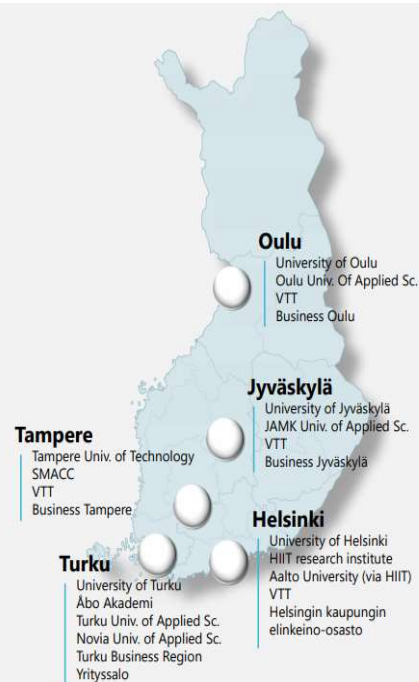 Oulu
University of Oulu
Oulu Univ. Of Applied Sc.
VTT
Business Oulu
Jyväskylä
University of Jyväskylä
JAMK Univ. of Applied Sc.
VTT
Business Jyväskylä
Tampere
Tampere Univ. of Technology
SMACC
VTT
Business Tampere
Helsinki
University of Helsinki
HIIT research institute
Aalto University (via HIIT)
VTT
Helsingin kaupungin
elinkeino-osasto
Turku
University of Turku
Åbo Akademi
Turku Univ. of Applied Sc.
Novia Univ. of Applied Sc.
Turku Business Region
Yrityssalo